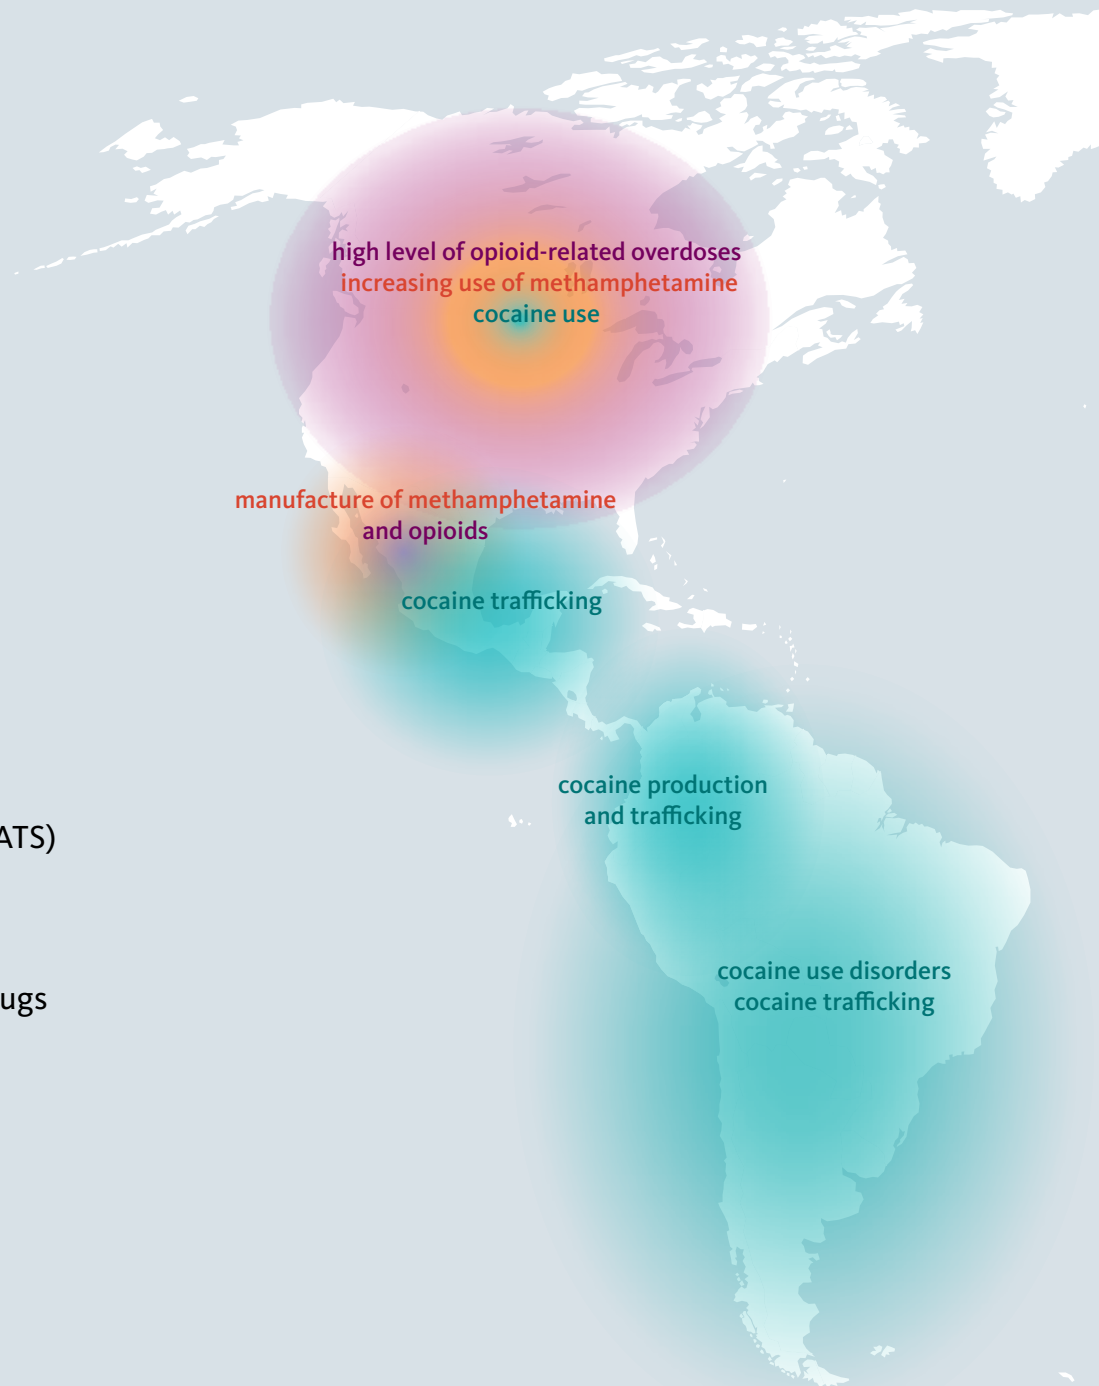 high level of opioid-related overdoses
increasing use of methamphetamine
cocaine use
manufacture of methamphetamine
and opioids
cocaine trafficking
cocaine production
and trafficking
ATS)
cocaine use disorders
cocaine trafficking
ugs